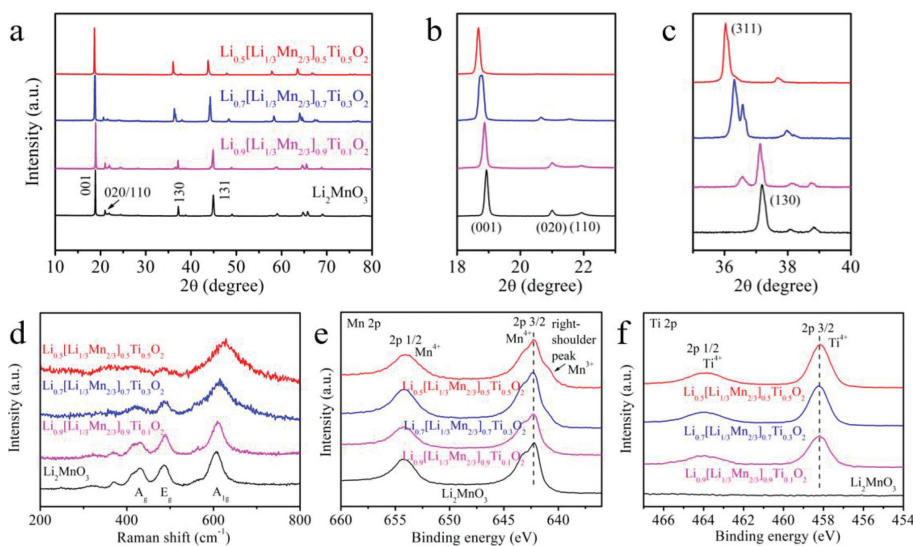 a
Li0.5[Li1/3Mn2/3]0.5Ti0.5O2
Li0.7[Li1/3Mn2/3]0.7Ti0.3O2
Li0.9[Li1/3Mn2/3]0.9Ti0.1O2
Li2MnO3
001
020/110
130
131
Intensity (a.u.)
10 20 30 40 50 60 70 80
2θ (degree)
b
(001)
(020)
(110)
18 20 22
2θ (degree)
c
(311)
(130)
36 38 40
2θ (degree)
d
Li0.5[Li1/3Mn2/3]0.5Ti0.5O2
Li0.7[Li1/3Mn2/3]0.7Ti0.3O2
Li0.9[Li1/3Mn2/3]0.9Ti0.1O2
Li2MnO3
Ag
Eg
A1g
Intensity (a.u.)
200 400 600 800
Raman shift (cm-1)
e
Mn 2p
2p 1/2
Mn4+
2p 3/2
Mn4+
right-
shoulder
peak
Mn3+
Li0.5[Li1/3Mn2/3]0.5Ti0.5O2
Li0.7[Li1/3Mn2/3]0.7Ti0.3O2
Li0.9[Li1/3Mn2/3]0.9Ti0.1O2
Li2MnO3
Intensity (a.u.)
660 655 650 645 640
Binding energy (eV)
f
Ti 2p
2p 1/2
Ti4+
2p 3/2
Ti4+
Li0.5[Li1/3Mn2/3]0.5Ti0.5O2
Li0.7[Li1/3Mn2/3]0.7Ti0.3O2
Li0.9[Li1/3Mn2/3]0.9Ti0.1O2
Li2MnO3
Intensity (a.u.)
466 464 462 460 458 456 454
Binding energy (eV)